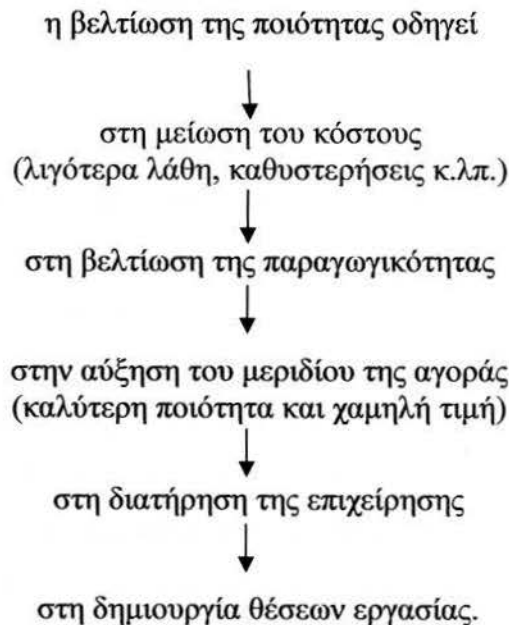 η βελτίωση της ποιότητας οδηγεί
στη μείωση του κόστους
(λιγότερα λάθη, καθυστερήσεις κ.λπ.)
στη βελτίωση της παραγωγικότητας
στην αύξηση του μεριδίου της αγοράς
(καλύτερη ποιότητα και χαμηλή τιμή)
στη διατήρηση της επιχείρησης
στη δημιουργία θέσεων εργασίας.